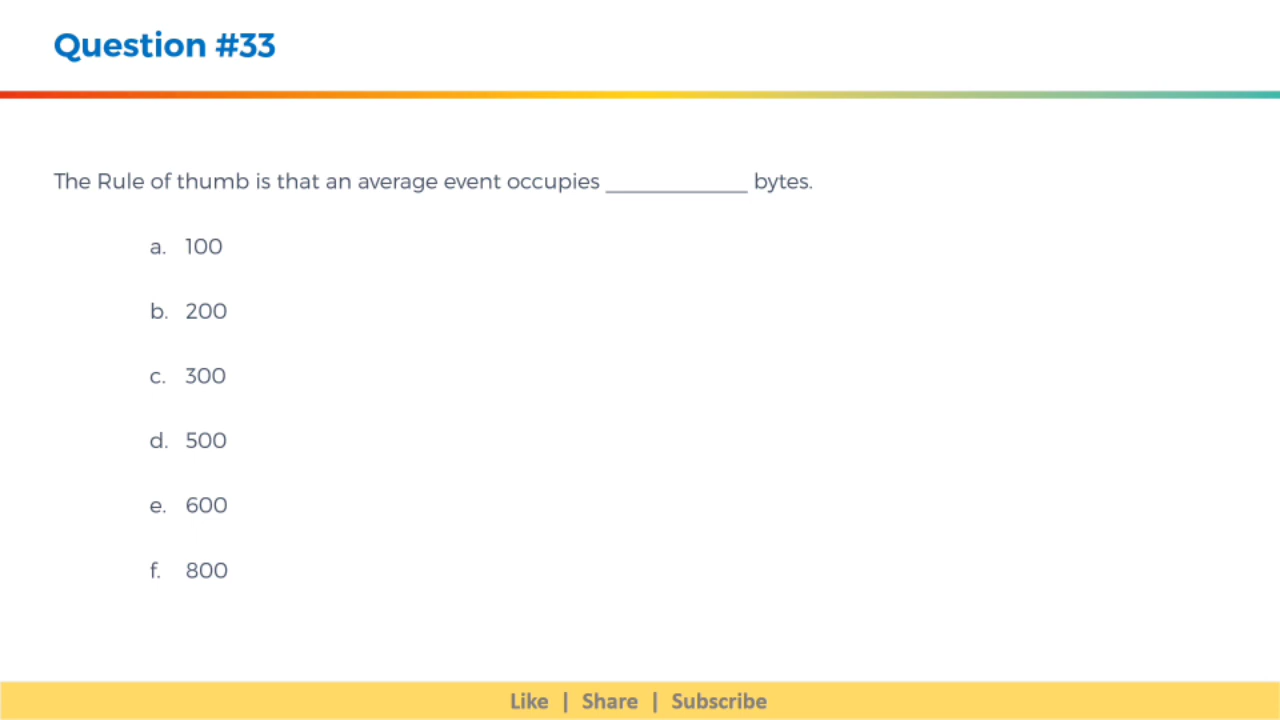 Question #33
The Rule of thumb is that an average event occupies ____________ bytes.
a. 100
b. 200
c. 300
d. 500
e. 600
f. 800
Like | Share | Subscribe